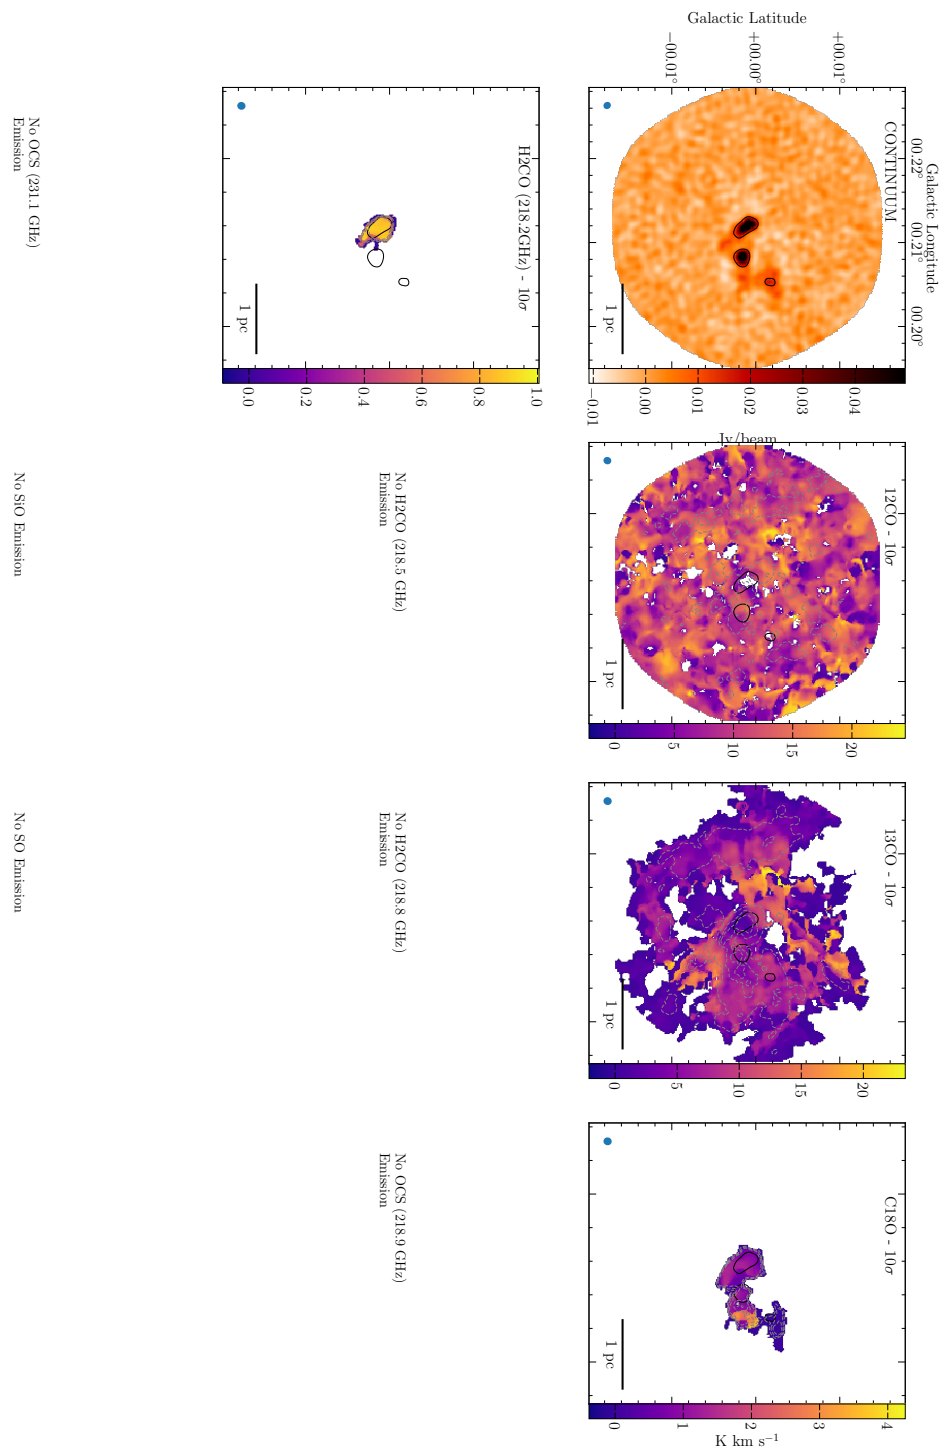 Galactic Longitude
00.22°
00.21°
00.20°
Galactic Latitude
+00.01°
+00.00°
−00.01°
CONTINUUM
1 pc
−0.01
0.00
0.01
0.02
0.03
0.04
Jy/beam
12CO - 10σ
1 pc
0
5
10
15
20
13CO - 10σ
1 pc
0
5
10
15
20
C18O - 10σ
1 pc
0
1
2
3
4
K km s⁻¹
H2CO (218.2GHz) - 10σ
1 pc
0.0
0.2
0.4
0.6
0.8
1.0
No H2CO (218.5 GHz)
Emission
No H2CO (218.8 GHz)
Emission
No OCS (218.9 GHz)
Emission
No OCS (231.1 GHz)
Emission
No SiO Emission
No SO Emission